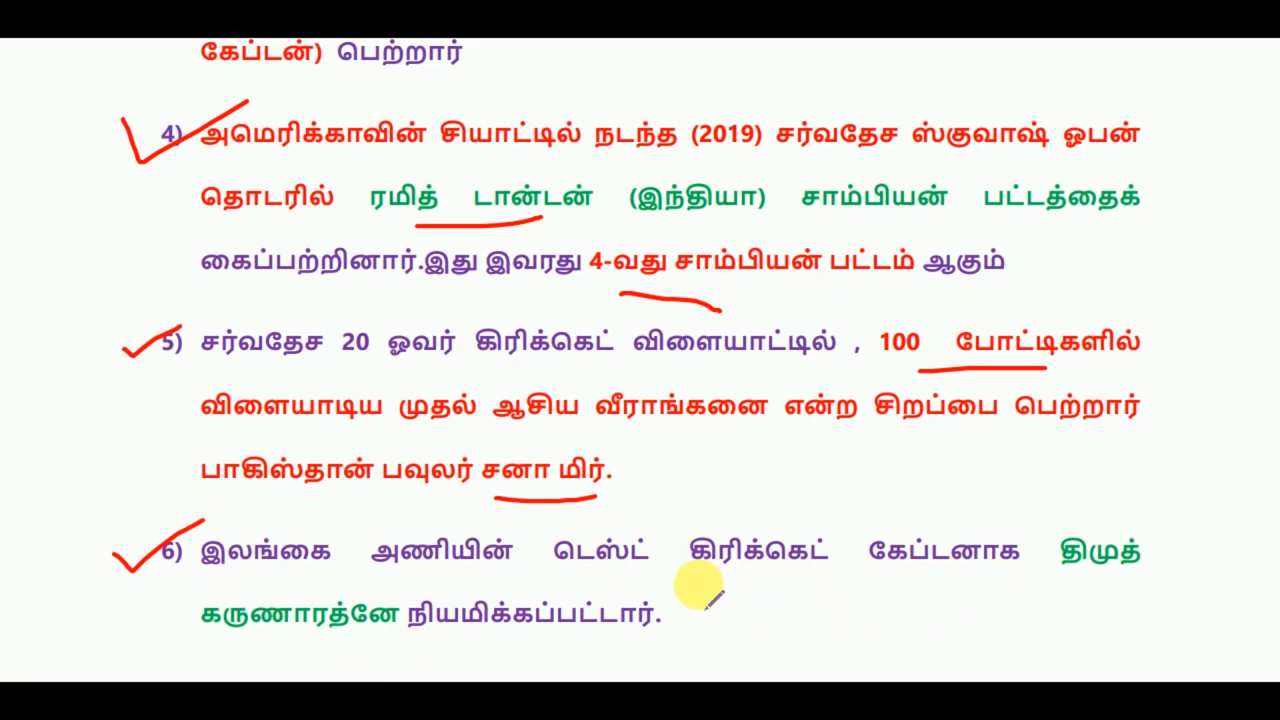 கேப்டன்) பெற்றார்
4) அமெரிக்காவின் சியாட்டில் நடந்த (2019) சர்வதேச ஸ்குவாஷ் ஓபன்
தொடரில் ரமித் டான்டன் (இந்தியா) சாம்பியன் பட்டத்தைக்
கைப்பற்றினார்.இது இவரது 4-வது சாம்பியன் பட்டம் ஆகும்
5) சர்வதேச 20 ஓவர் கிரிக்கெட் விளையாட்டில் , 100 போட்டிகளில்
விளையாடிய முதல் ஆசிய வீராங்கனை என்ற சிறப்பை பெற்றார்
பாகிஸ்தான் பவுலர் சனா மிர்.
6) இலங்கை அணியின் டெஸ்ட் கிரிக்கெட் கேப்டனாக திமுத்
கருணாரத்னே நியமிக்கப்பட்டார்.